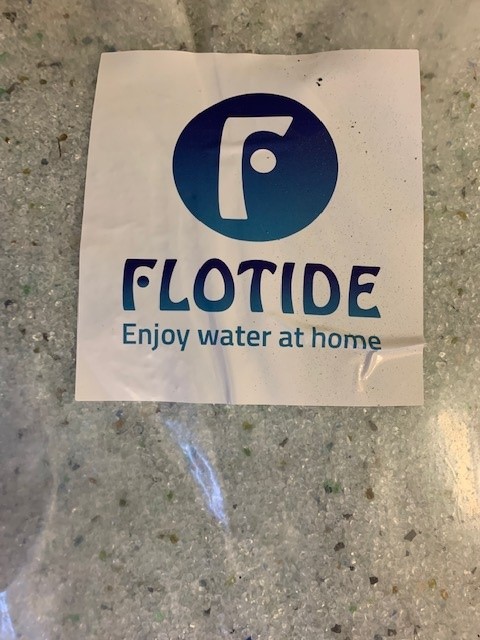 F
FLOTIDE
Enjoy water at home